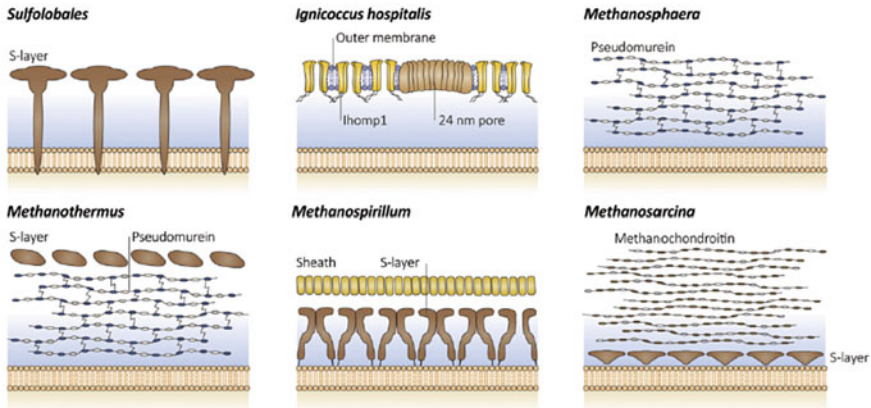 Sulfolobales
S-layer
Ignicoccus hospitalis
Outer membrane
Ihomp1
24 nm pore
Methanosphaera
Pseudomurein
Methanothermus
S-layer
Pseudomurein
Methanospirillum
Sheath
S-layer
Methanosarcina
Methanochondroitin
S-layer